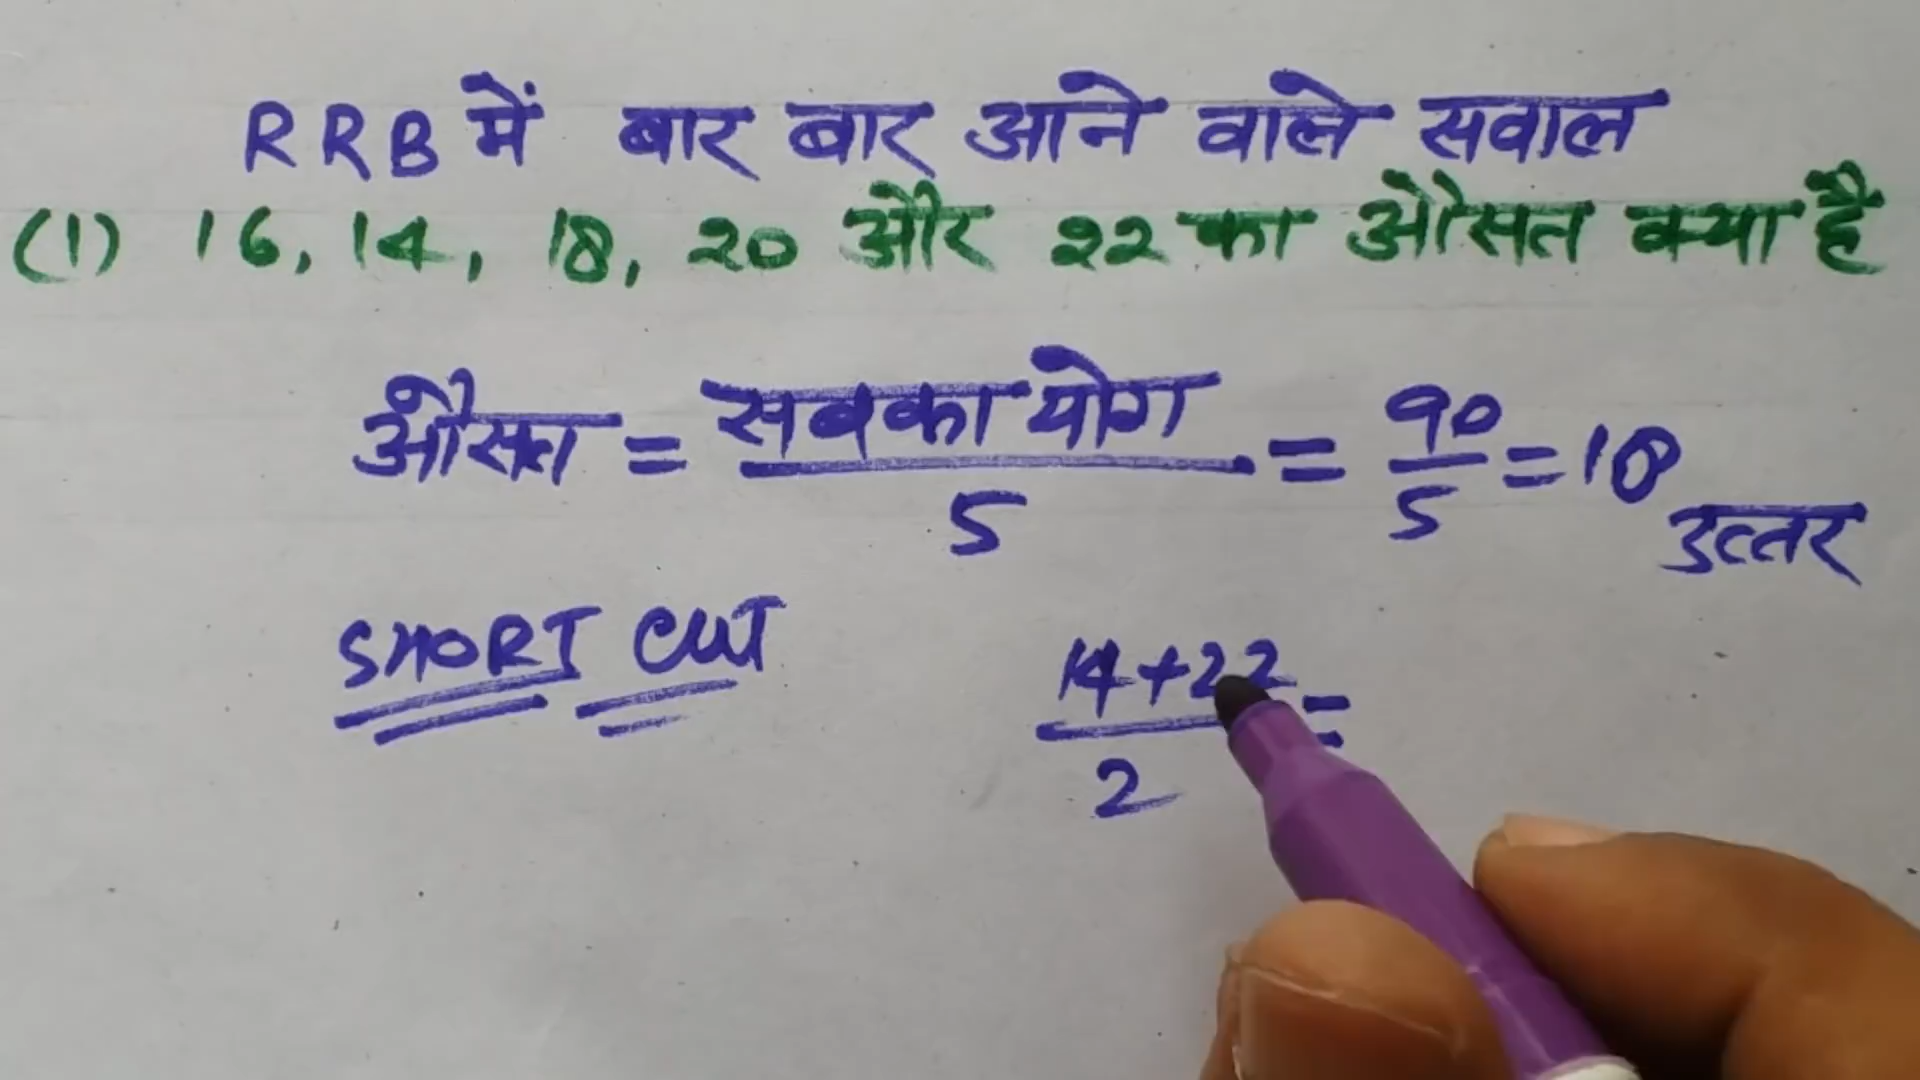 RRB में बार बार आने वाले सवाल
(1) 16, 14, 18, 20 और 22 का औसत क्या है
औसत = सबका योग / 5 = 90 / 5 = 18 उत्तर
SHORT CUT
14+22 / 2 =